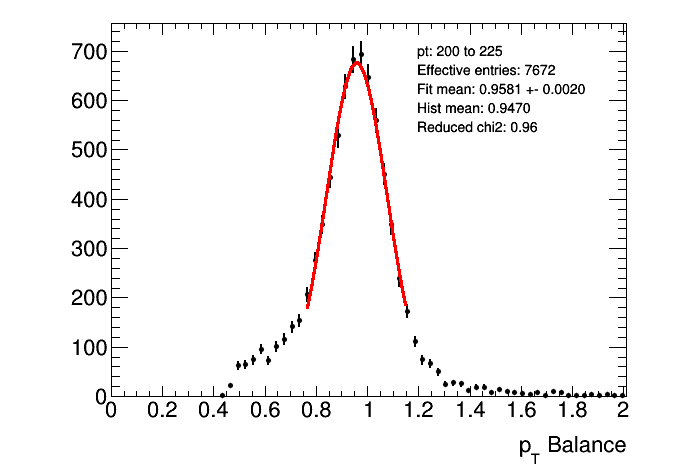 700
600
500
400
300
200
100
0
pt: 200 to 225
Effective entries: 7672
Fit mean: 0.9581 +- 0.0020
Hist mean: 0.9470
Reduced chi2: 0.96
0 0.2 0.4 0.6 0.8 1 1.2 1.4 1.6 1.8 2
pT Balance